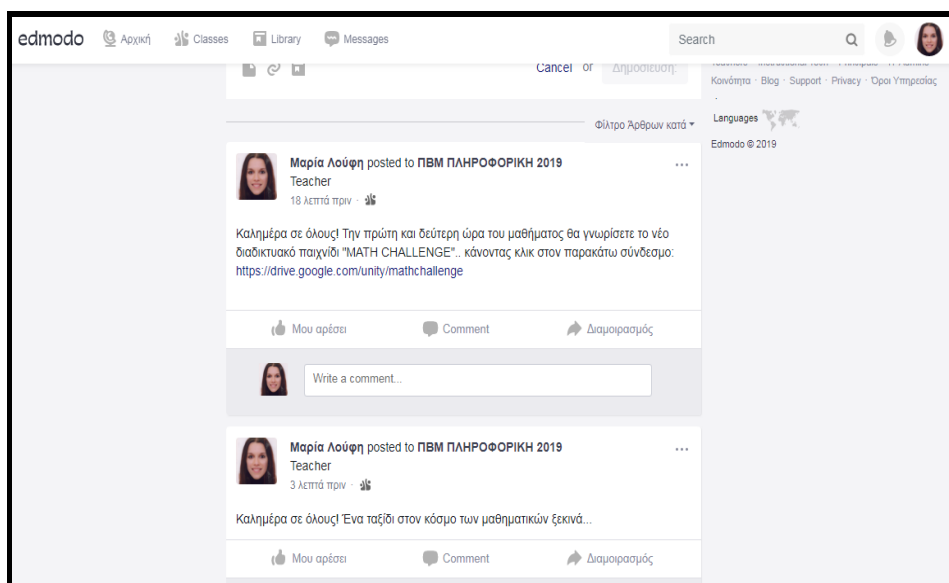 edmodo Αρχική Classes Library Messages Search
Cancel or Δημοσίευση:
Κοινότητα · Blog · Support · Privacy · Όροι Υπηρεσίας
Φίλτρο Άρθρων κατά
Languages
Edmodo © 2019
Μαρία Λούφη posted to ΠΒΜ ΠΛΗΡΟΦΟΡΙΚΗ 2019
Teacher
18 λεπτά πριν ·
Καλημέρα σε όλους! Την πρώτη και δεύτερη ώρα του μαθήματος θα γνωρίσετε το νέο
διαδικτυακό παιχνίδι "MATH CHALLENGE".. κάνοντας κλικ στον παρακάτω σύνδεσμο:
https://drive.google.com/unity/mathchallenge
Μου αρέσει Comment Διαμοιρασμός
Write a comment...
Μαρία Λούφη posted to ΠΒΜ ΠΛΗΡΟΦΟΡΙΚΗ 2019
Teacher
3 λεπτά πριν ·
Καλημέρα σε όλους! Ένα ταξίδι στον κόσμο των μαθηματικών ξεκινά...
Μου αρέσει Comment Διαμοιρασμός